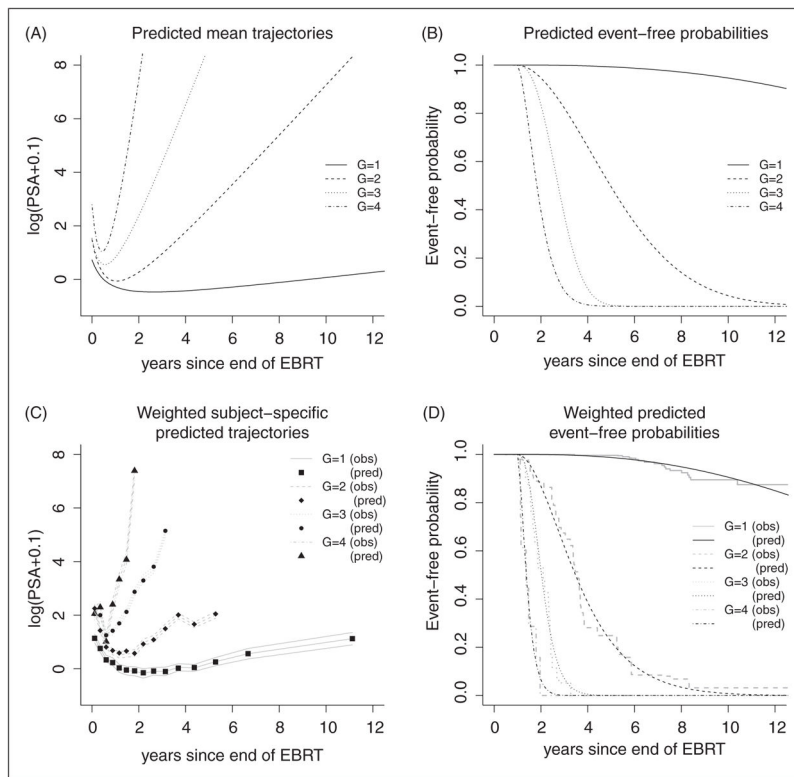 (A)
Predicted mean trajectories
log(PSA+0.1)
8
6
4
2
0
G=1
G=2
G=3
G=4
0 2 4 6 8 10 12
years since end of EBRT
(B)
Predicted event−free probabilities
Event−free probability
1.0
0.8
0.6
0.4
0.2
0.0
G=1
G=2
G=3
G=4
0 2 4 6 8 10 12
years since end of EBRT
(C)
Weighted subject−specific
predicted trajectories
log(PSA+0.1)
8
6
4
2
0
G=1 (obs)
(pred)
G=2 (obs)
(pred)
G=3 (obs)
(pred)
G=4 (obs)
(pred)
0 2 4 6 8 10 12
years since end of EBRT
(D)
Weighted predicted
event−free probabilities
Event−free probability
1.0
0.8
0.6
0.4
0.2
0.0
G=1 (obs)
(pred)
G=2 (obs)
(pred)
G=3 (obs)
(pred)
G=4 (obs)
(pred)
0 2 4 6 8 10 12
years since end of EBRT